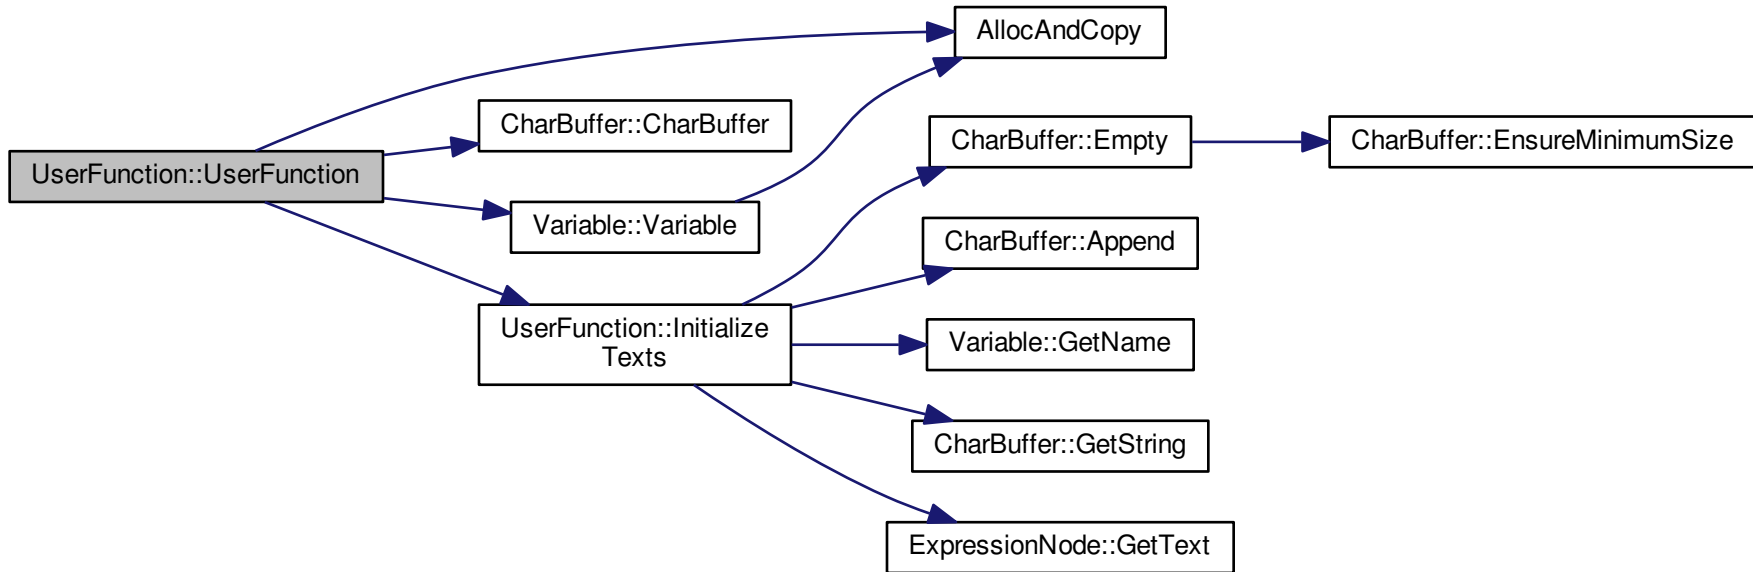 AllocAndCopy
CharBuffer::CharBuffer
CharBuffer::Empty
CharBuffer::EnsureMinimumSize
UserFunction::UserFunction
Variable::Variable
CharBuffer::Append
UserFunction::Initialize
Texts
Variable::GetName
CharBuffer::GetString
ExpressionNode::GetText